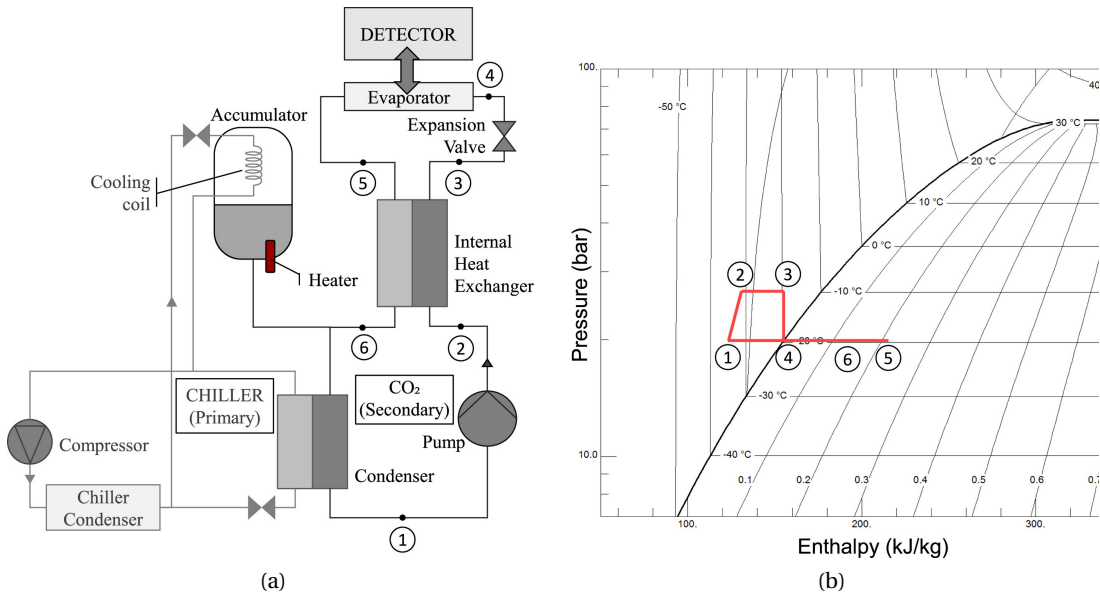 DETECTOR
4
Evaporator
Accumulator
Expansion
Valve
Cooling
coil
5
3
Internal
Heat
Exchanger
Heater
6
2
CHILLER
(Primary)
CO₂
(Secondary)
Pump
Compressor
Condenser
Chiller
Condenser
1
(a)
100.
-50 °C
40
30 °C
20 °C
10 °C
0 °C
2
3
-10 °C
Pressure (bar)
1
4
-20 °C
6
5
-30 °C
10.0
-40 °C
0.1
0.2
0.3
0.4
0.5
0.6
0.7
100.
200.
300.
Enthalpy (kJ/kg)
(b)